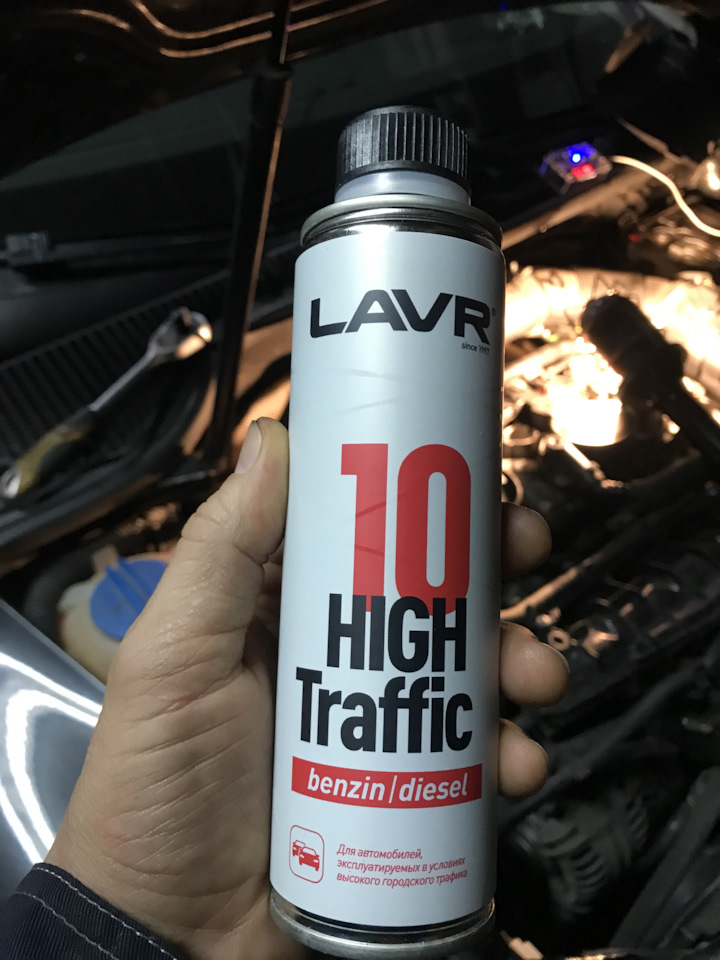 LAVR®
since 1997
10
HIGH
Traffic
benzin/diesel
Для автомобилей,
эксплуатируемых в условиях
высокого городского трафика